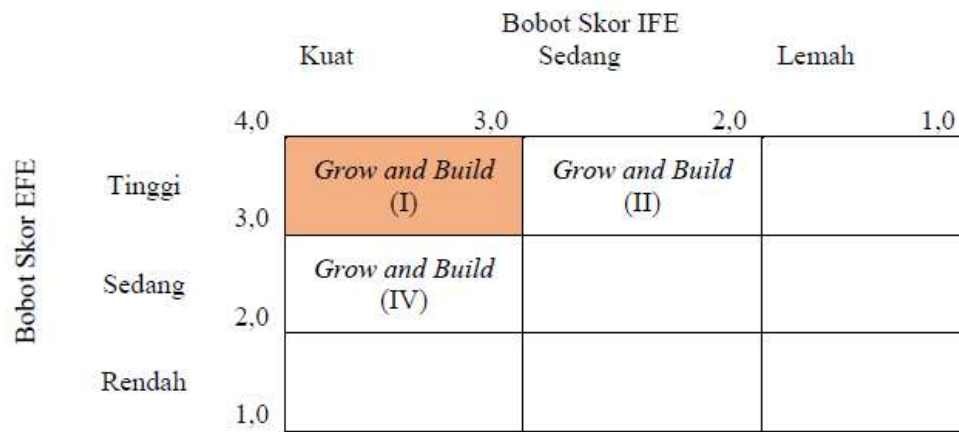 Bobot Skor IFE
Kuat Sedang Lemah
4,0 3,0 2,0 1,0
Bobot Skor EFE
Tinggi
Grow and Build
(I)
Grow and Build
(II)
3,0
Sedang
Grow and Build
(IV)
2,0
Rendah
1,0